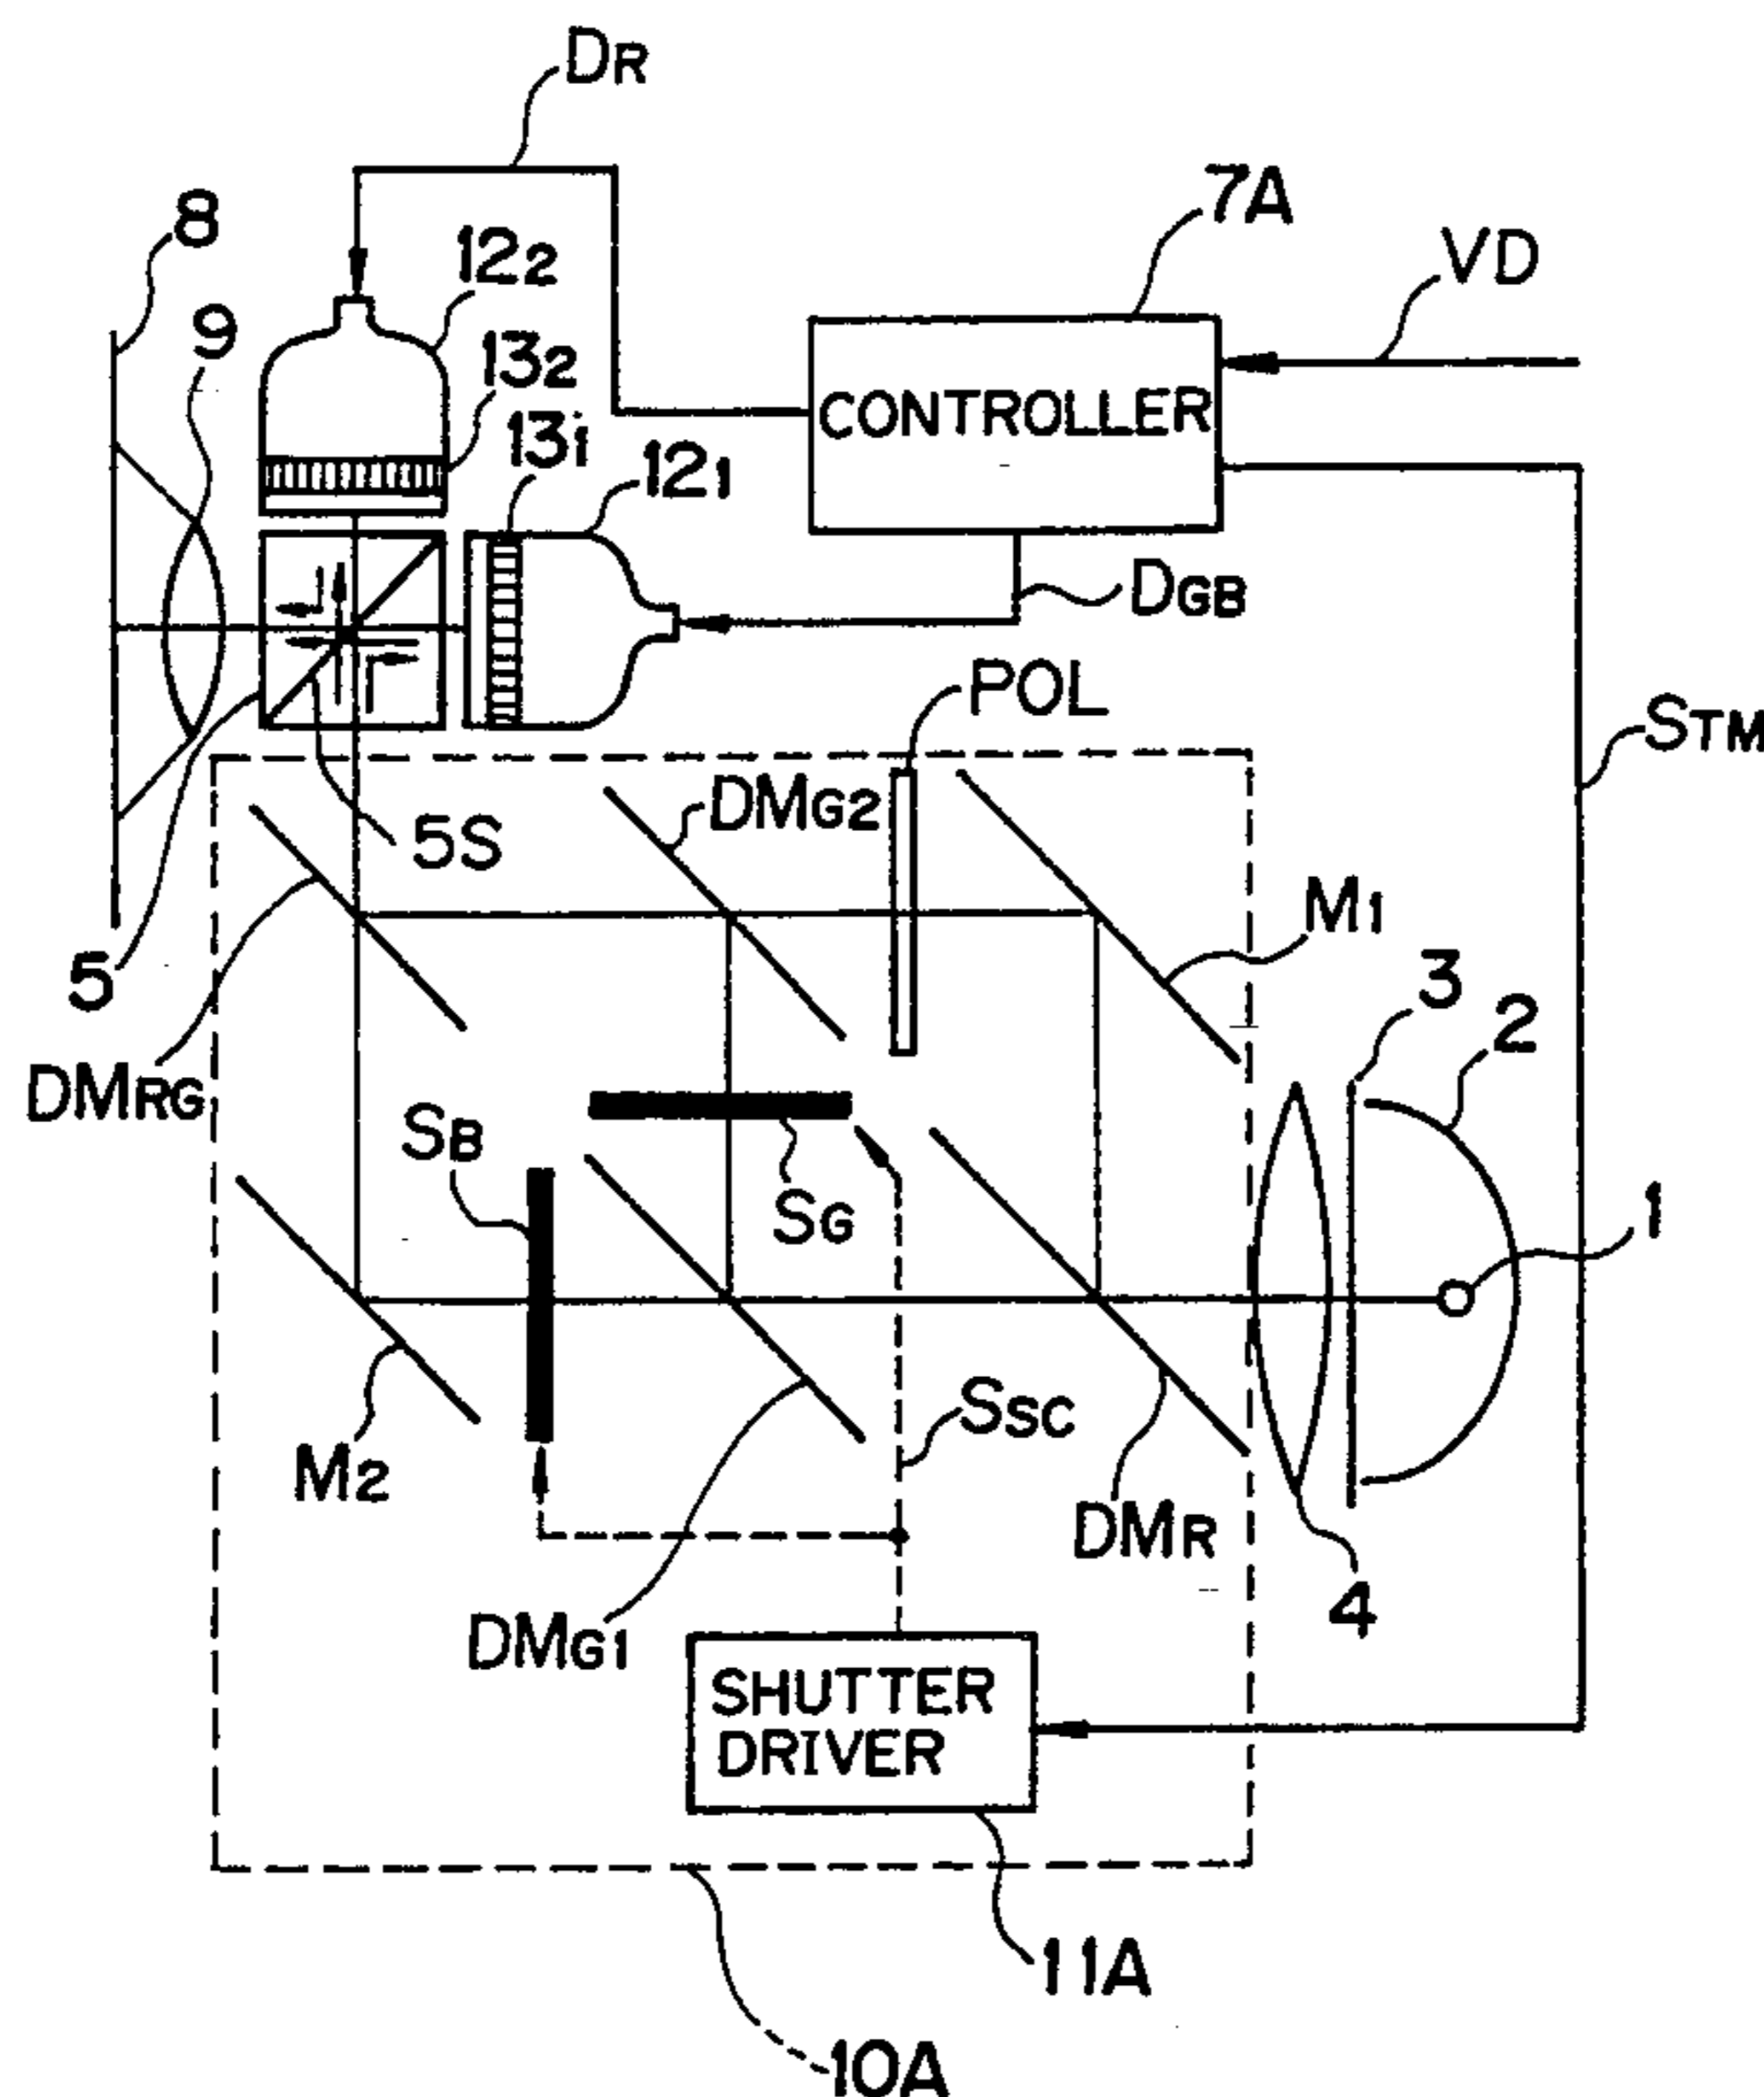 DR
7A
8
VD
122
9
132
CONTROLLER
131
121
DGB
POL
STM
DMG2
5S
M1
5
3
2
DMRG
SB
SG
1
SSC
M2
DMR
4
DMG1
SHUTTER
DRIVER
11A
10A